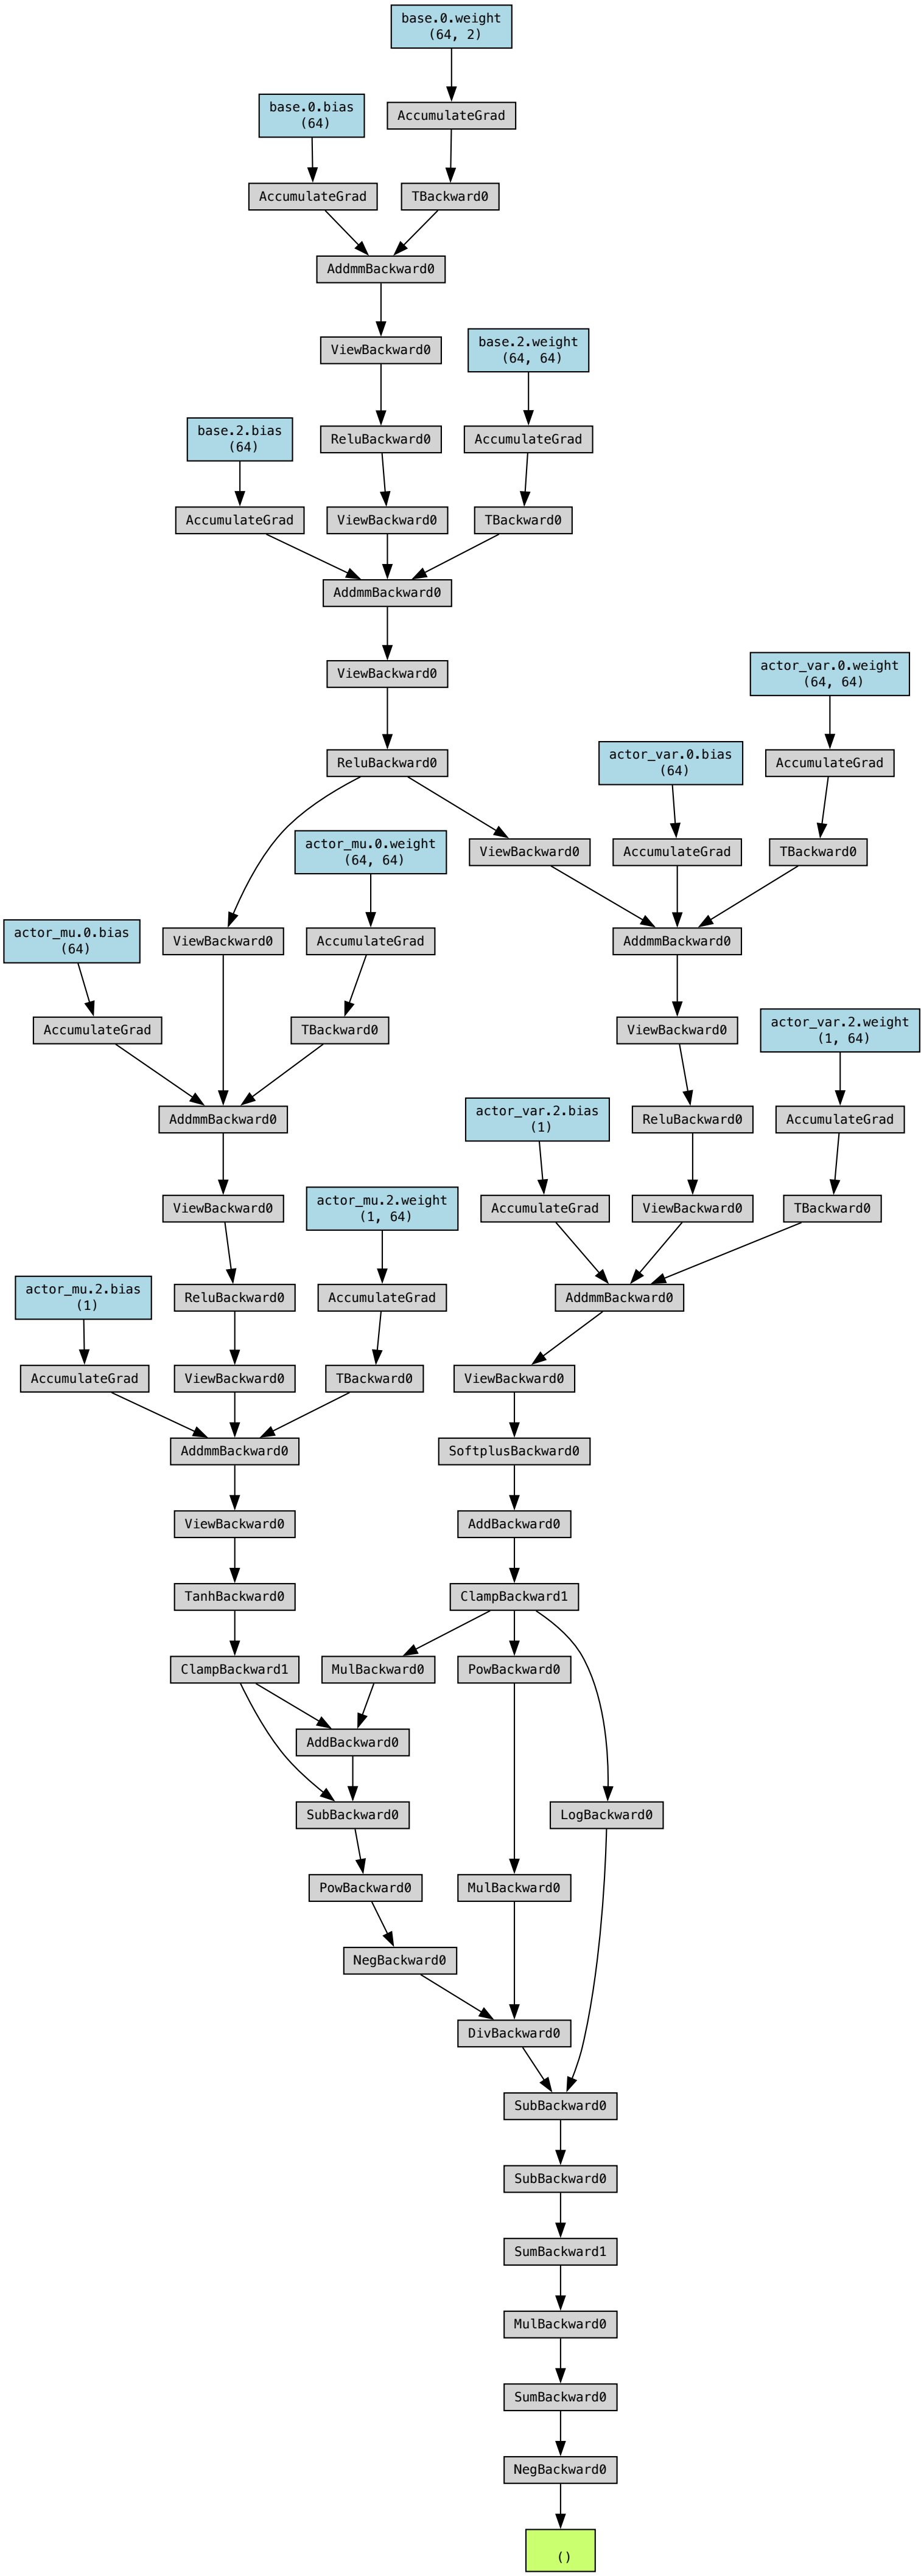 base.0.weight
(64, 2)
base.0.bias
(64)
AccumulateGrad
AccumulateGrad
TBackward0
AddmmBackward0
ViewBackward0
base.2.weight
(64, 64)
base.2.bias
(64)
ReluBackward0
AccumulateGrad
AccumulateGrad
ViewBackward0
TBackward0
AddmmBackward0
ViewBackward0
actor_var.0.weight
(64, 64)
ReluBackward0
actor_var.0.bias
(64)
AccumulateGrad
actor_mu.0.weight
(64, 64)
ViewBackward0
AccumulateGrad
TBackward0
actor_mu.0.bias
(64)
ViewBackward0
AccumulateGrad
AddmmBackward0
AccumulateGrad
TBackward0
ViewBackward0
actor_var.2.weight
(1, 64)
AddmmBackward0
actor_var.2.bias
(1)
ReluBackward0
AccumulateGrad
ViewBackward0
actor_mu.2.weight
(1, 64)
AccumulateGrad
ViewBackward0
TBackward0
actor_mu.2.bias
(1)
ReluBackward0
AccumulateGrad
AddmmBackward0
AccumulateGrad
ViewBackward0
TBackward0
ViewBackward0
AddmmBackward0
SoftplusBackward0
ViewBackward0
AddBackward0
TanhBackward0
ClampBackward1
ClampBackward1
MulBackward0
PowBackward0
AddBackward0
SubBackward0
LogBackward0
PowBackward0
MulBackward0
NegBackward0
DivBackward0
SubBackward0
SubBackward0
SumBackward1
MulBackward0
SumBackward0
NegBackward0
()